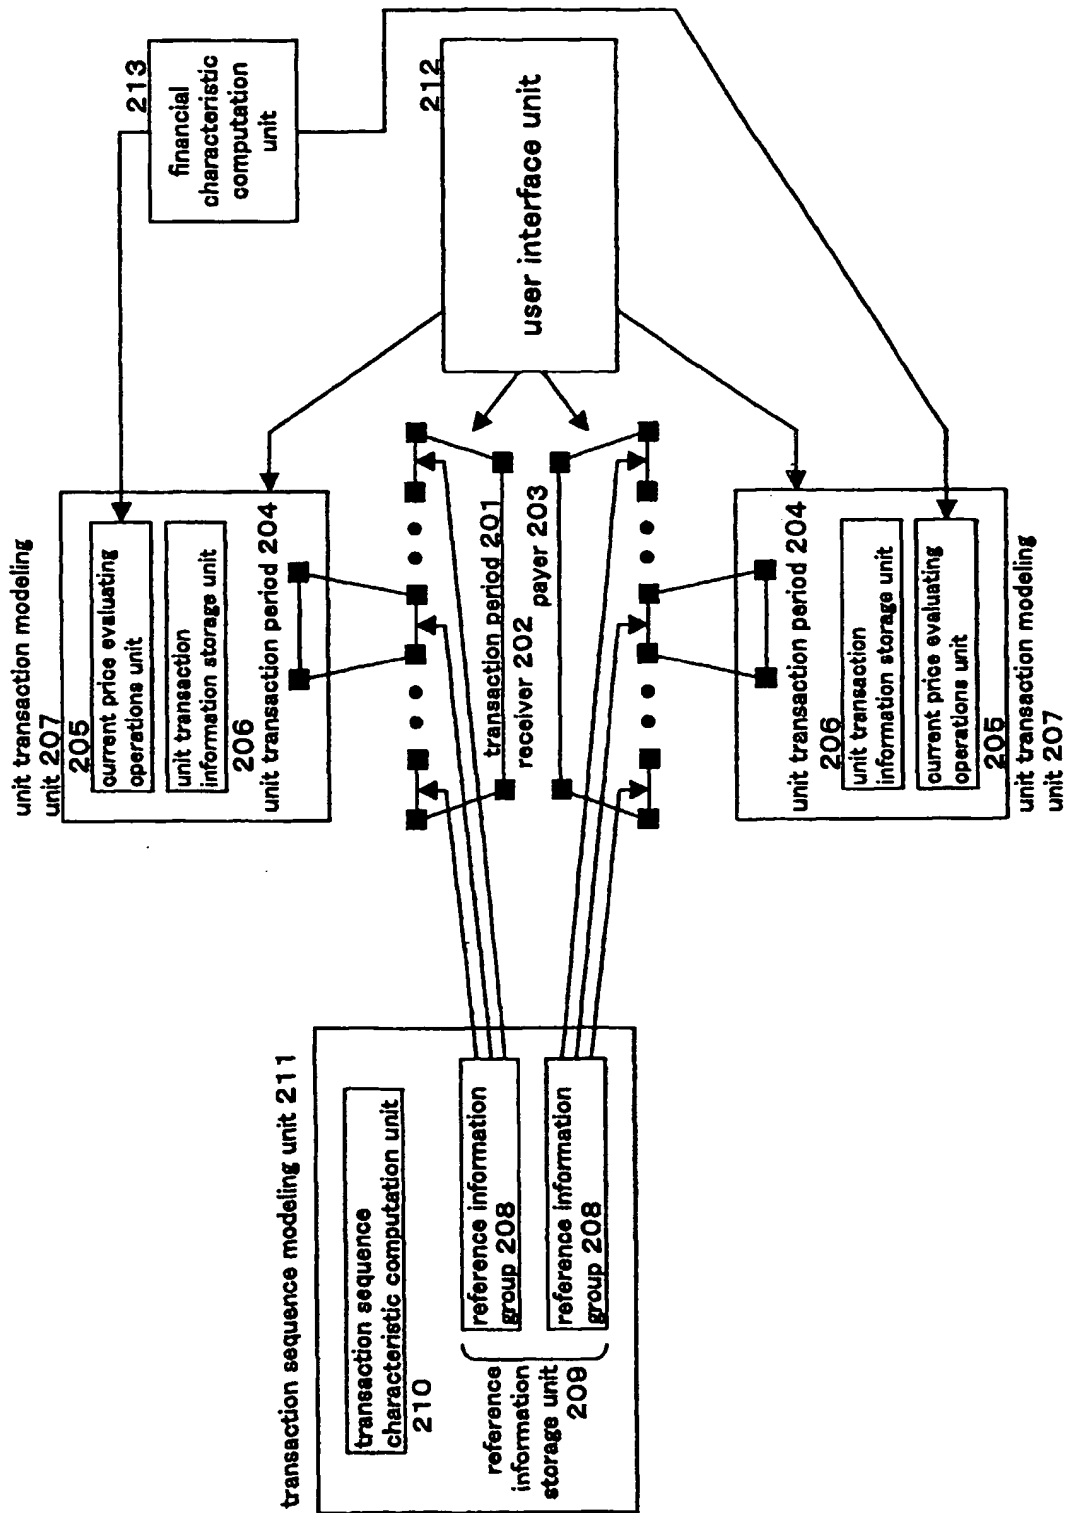 transaction sequence modeling unit 211
transaction sequence
characteristic computation unit
210
reference information
group 208
reference information
group 208
reference
information
storage unit
209
unit transaction modeling
unit 207
205
current price evaluating
operations unit
unit transaction
information storage unit
206
unit transaction period 204
transaction period 201
receiver 202
payer 203
unit transaction period 204
206
unit transaction
information storage unit
current price evaluating
operations unit
205
unit transaction modeling
unit 207
213
financial
characteristic
computation
unit
212
user interface unit